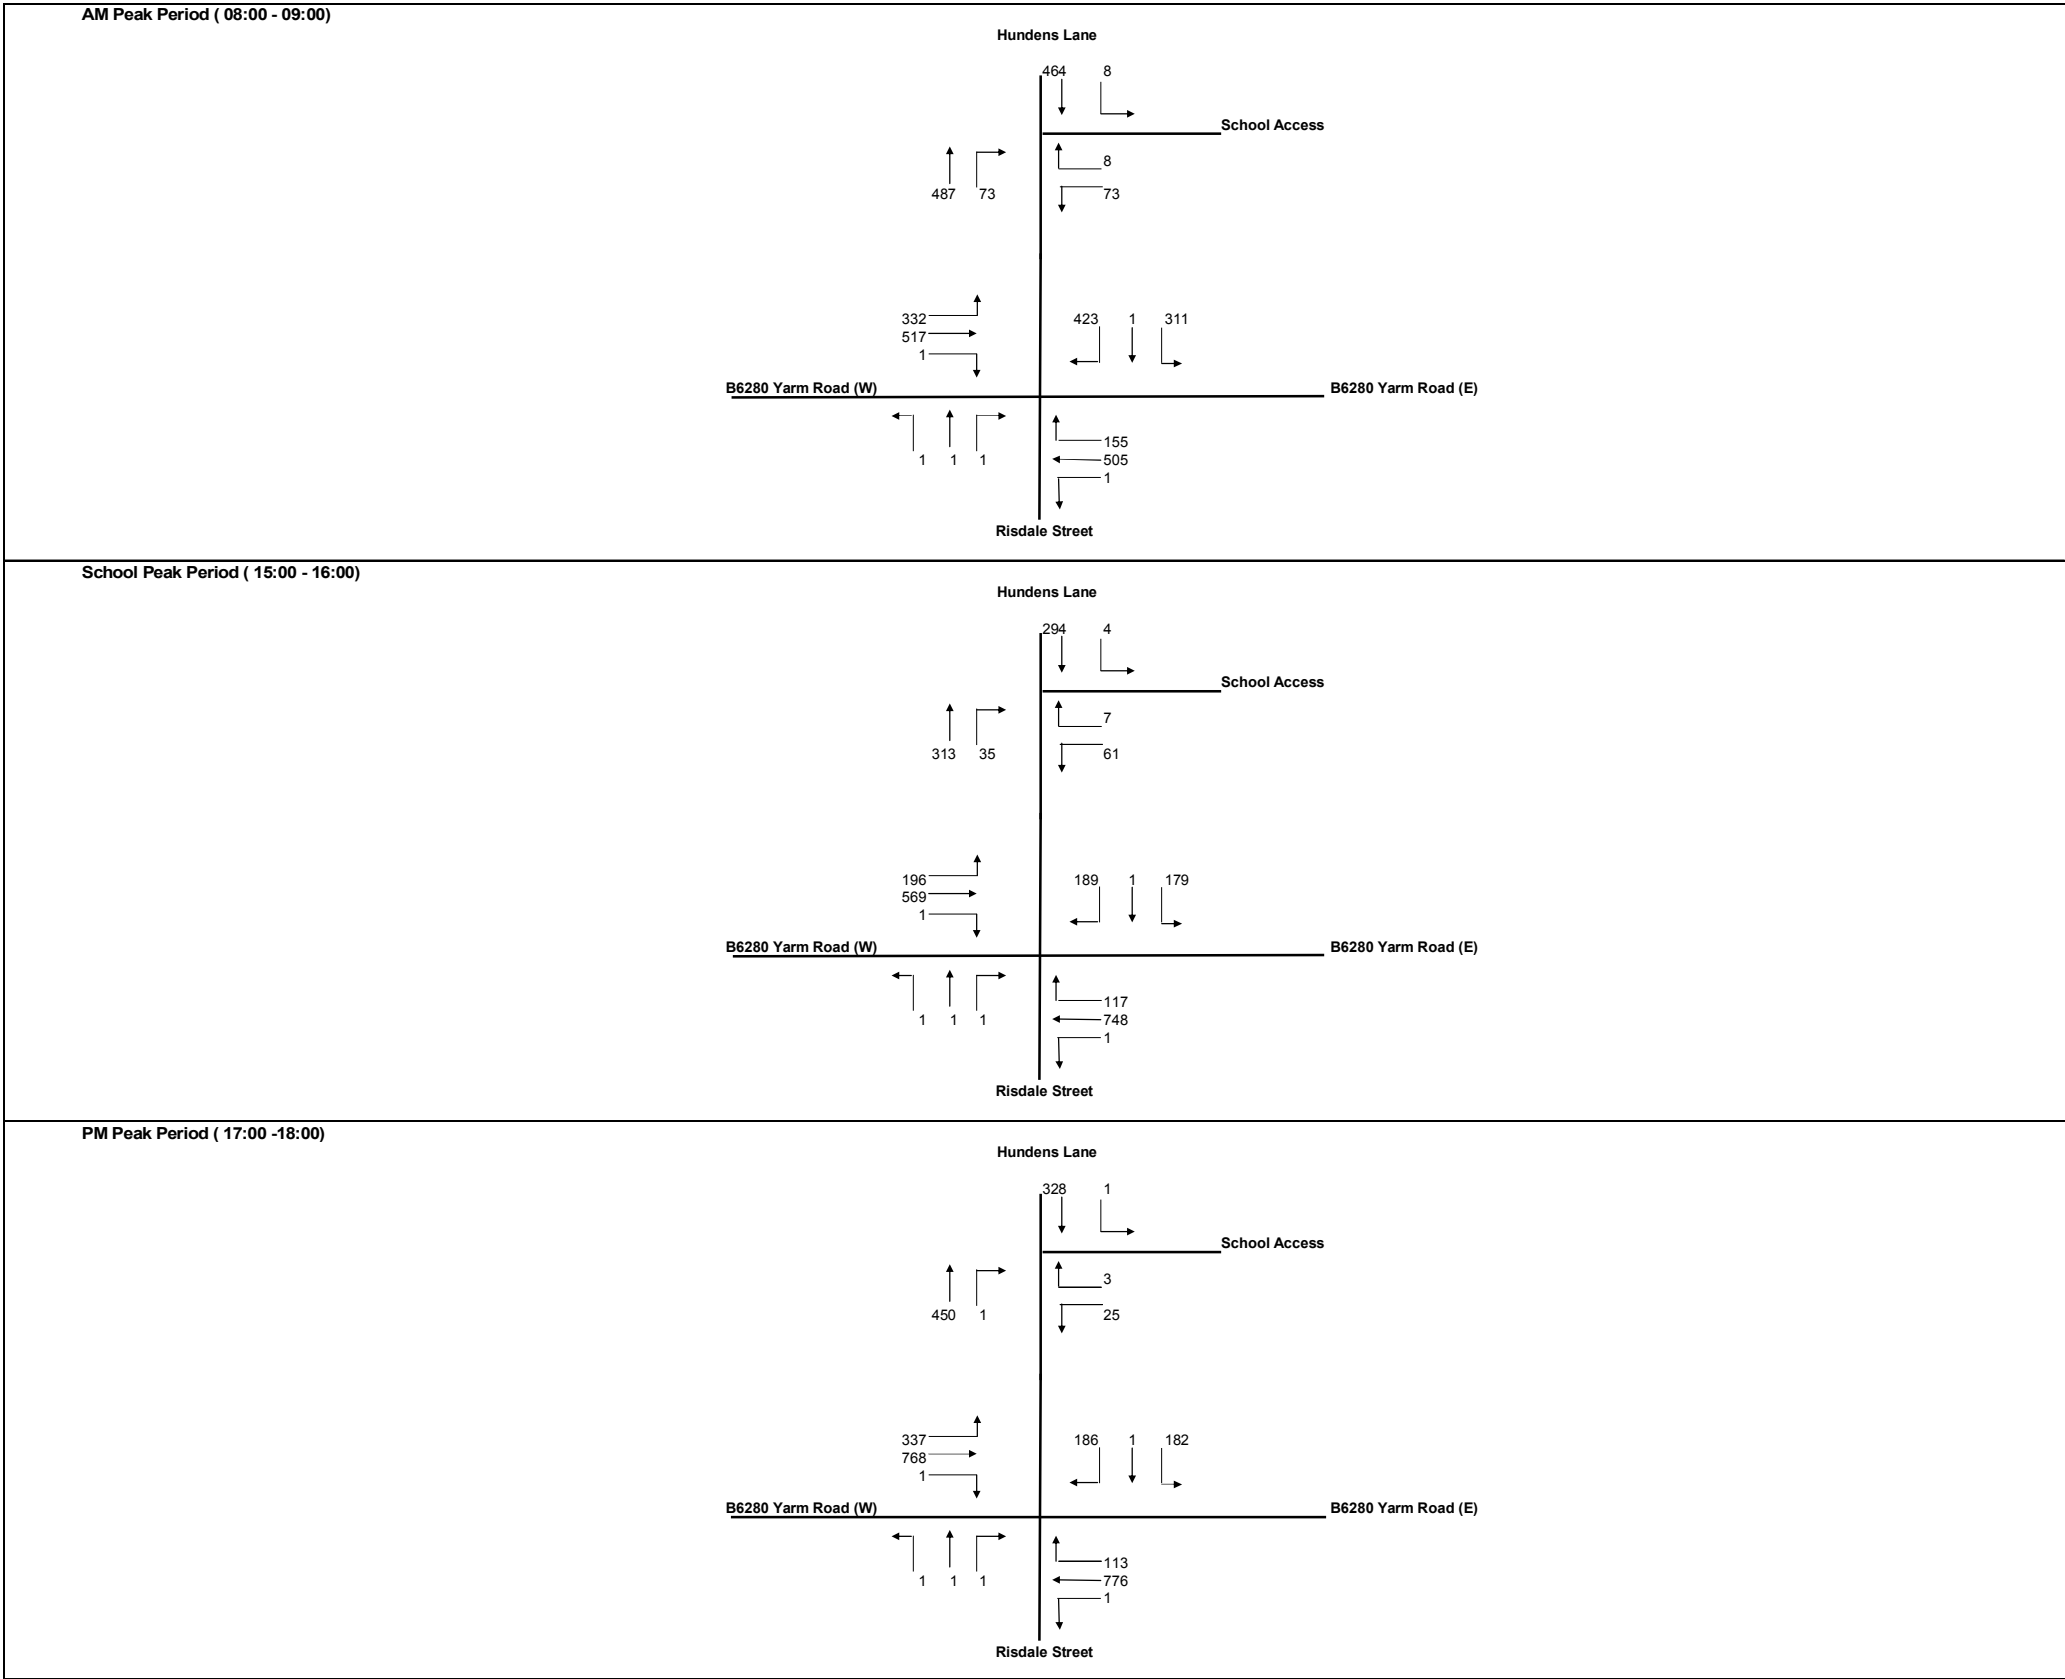 AM Peak Period ( 08:00 - 09:00)
Hundens Lane
464 8
School Access
8
487 73 73
332 423 1 311
517
1
B6280 Yarm Road (W) B6280 Yarm Road (E)
155
1 1 1 505
1
Risdale Street
School Peak Period ( 15:00 - 16:00)
Hundens Lane
294 4
School Access
7
313 35 61
196 189 1 179
569
1
B6280 Yarm Road (W) B6280 Yarm Road (E)
117
1 1 1 748
1
Risdale Street
PM Peak Period ( 17:00 -18:00)
Hundens Lane
328 1
School Access
3
450 1 25
337 186 1 182
768
1
B6280 Yarm Road (W) B6280 Yarm Road (E)
113
1 1 1 776
1
Risdale Street